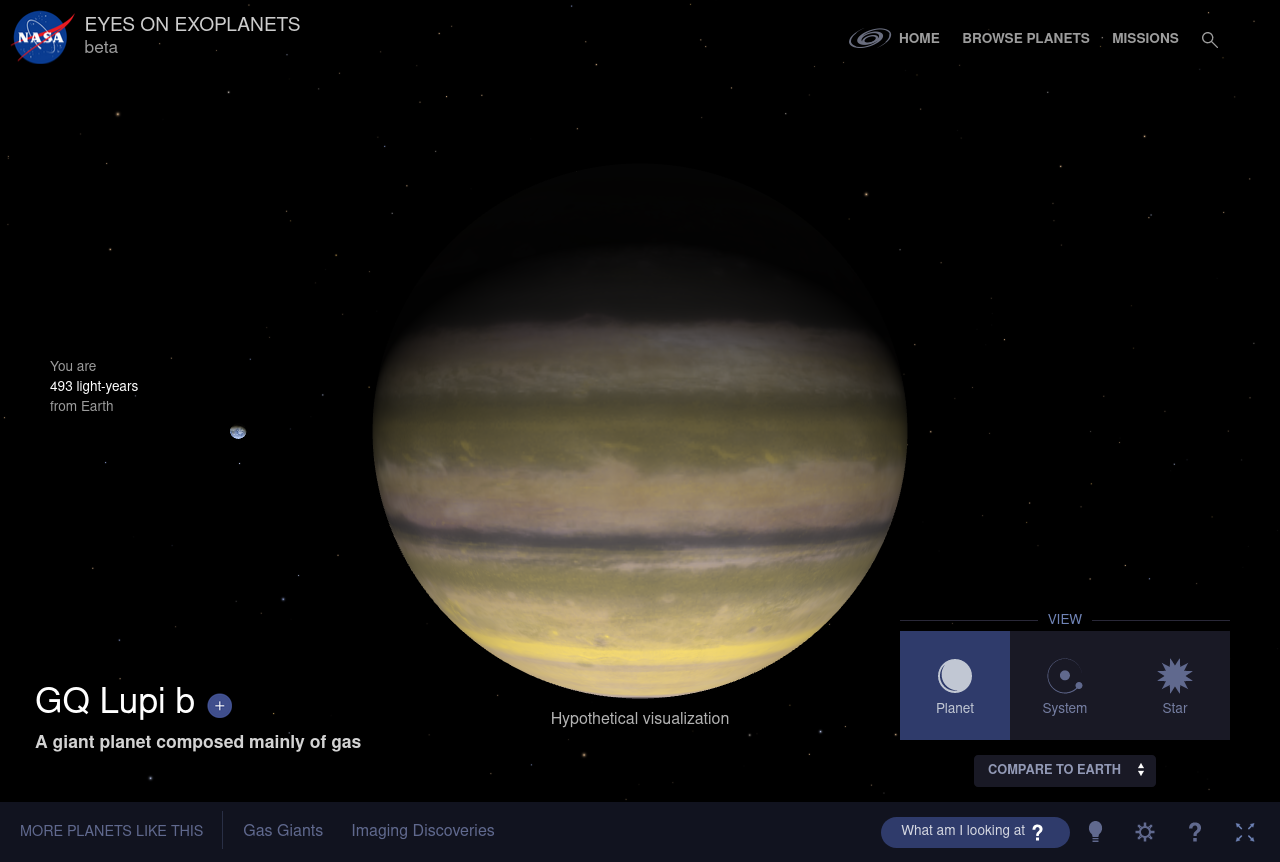 NASA
EYES ON EXOPLANETS
beta
HOME
BROWSE PLANETS
MISSIONS
You are
493 light-years
from Earth
VIEW
Planet
System
Star
GQ Lupi b +
A giant planet composed mainly of gas
Hypothetical visualization
COMPARE TO EARTH
MORE PLANETS LIKE THIS
Gas Giants
Imaging Discoveries
What am I looking at ?
?